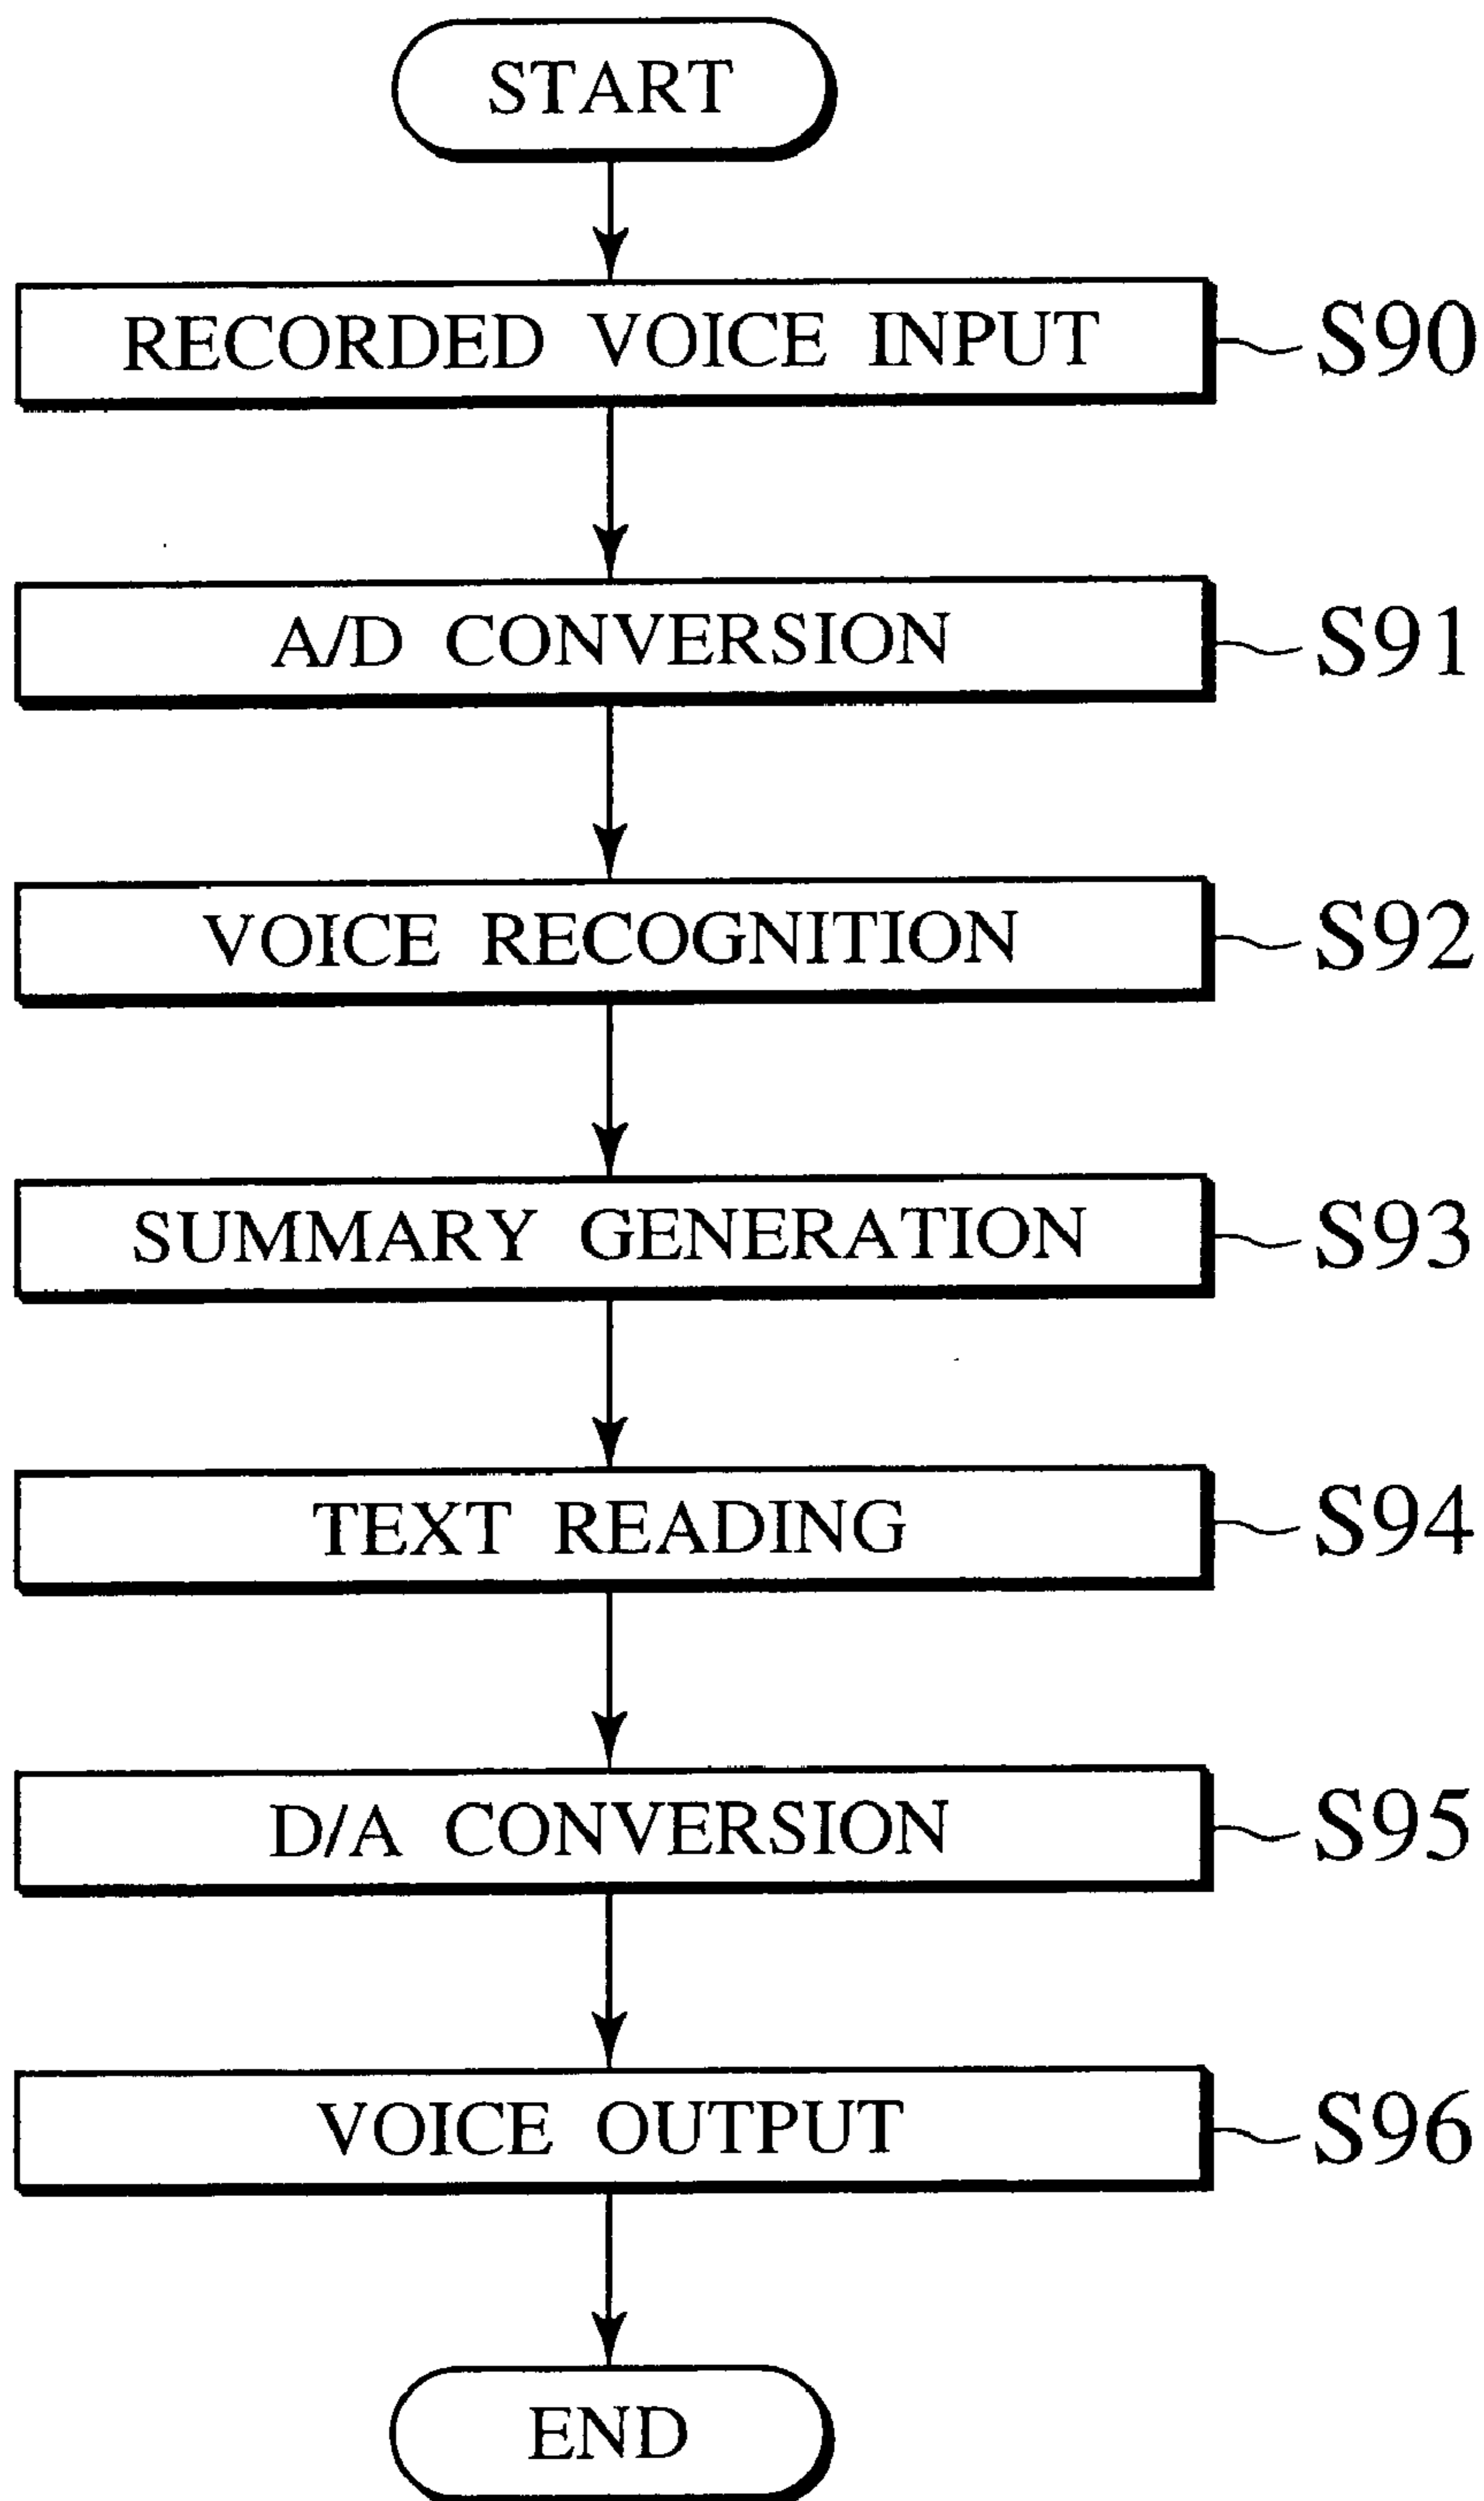 START
RECORDED VOICE INPUT S90
A/D CONVERSION S91
VOICE RECOGNITION S92
SUMMARY GENERATION S93
TEXT READING S94
D/A CONVERSION S95
VOICE OUTPUT S96
END